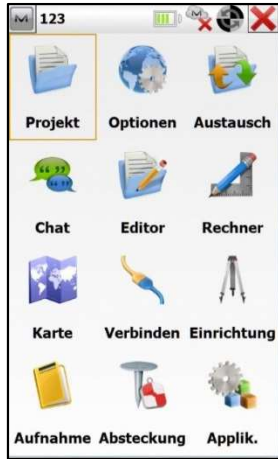 123
Projekt Optionen Austausch
Chat Editor Rechner
Karte Verbinden Einrichtung
Aufnahme Absteckung Applik.